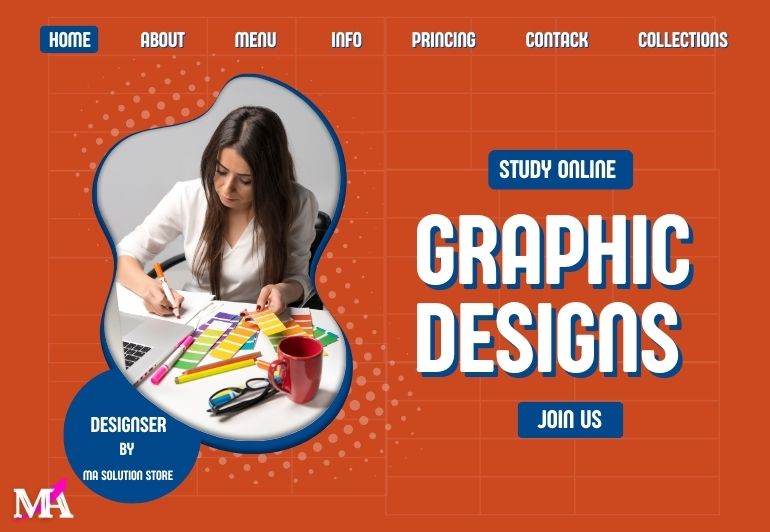 HOME ABOUT MENU INFO PRINCING CONTACK COLLECTIONS
STUDY ONLINE
GRAPHIC
DESIGNS
JOIN US
DESIGNSER
BY
MA SOLUTION STORE
MA